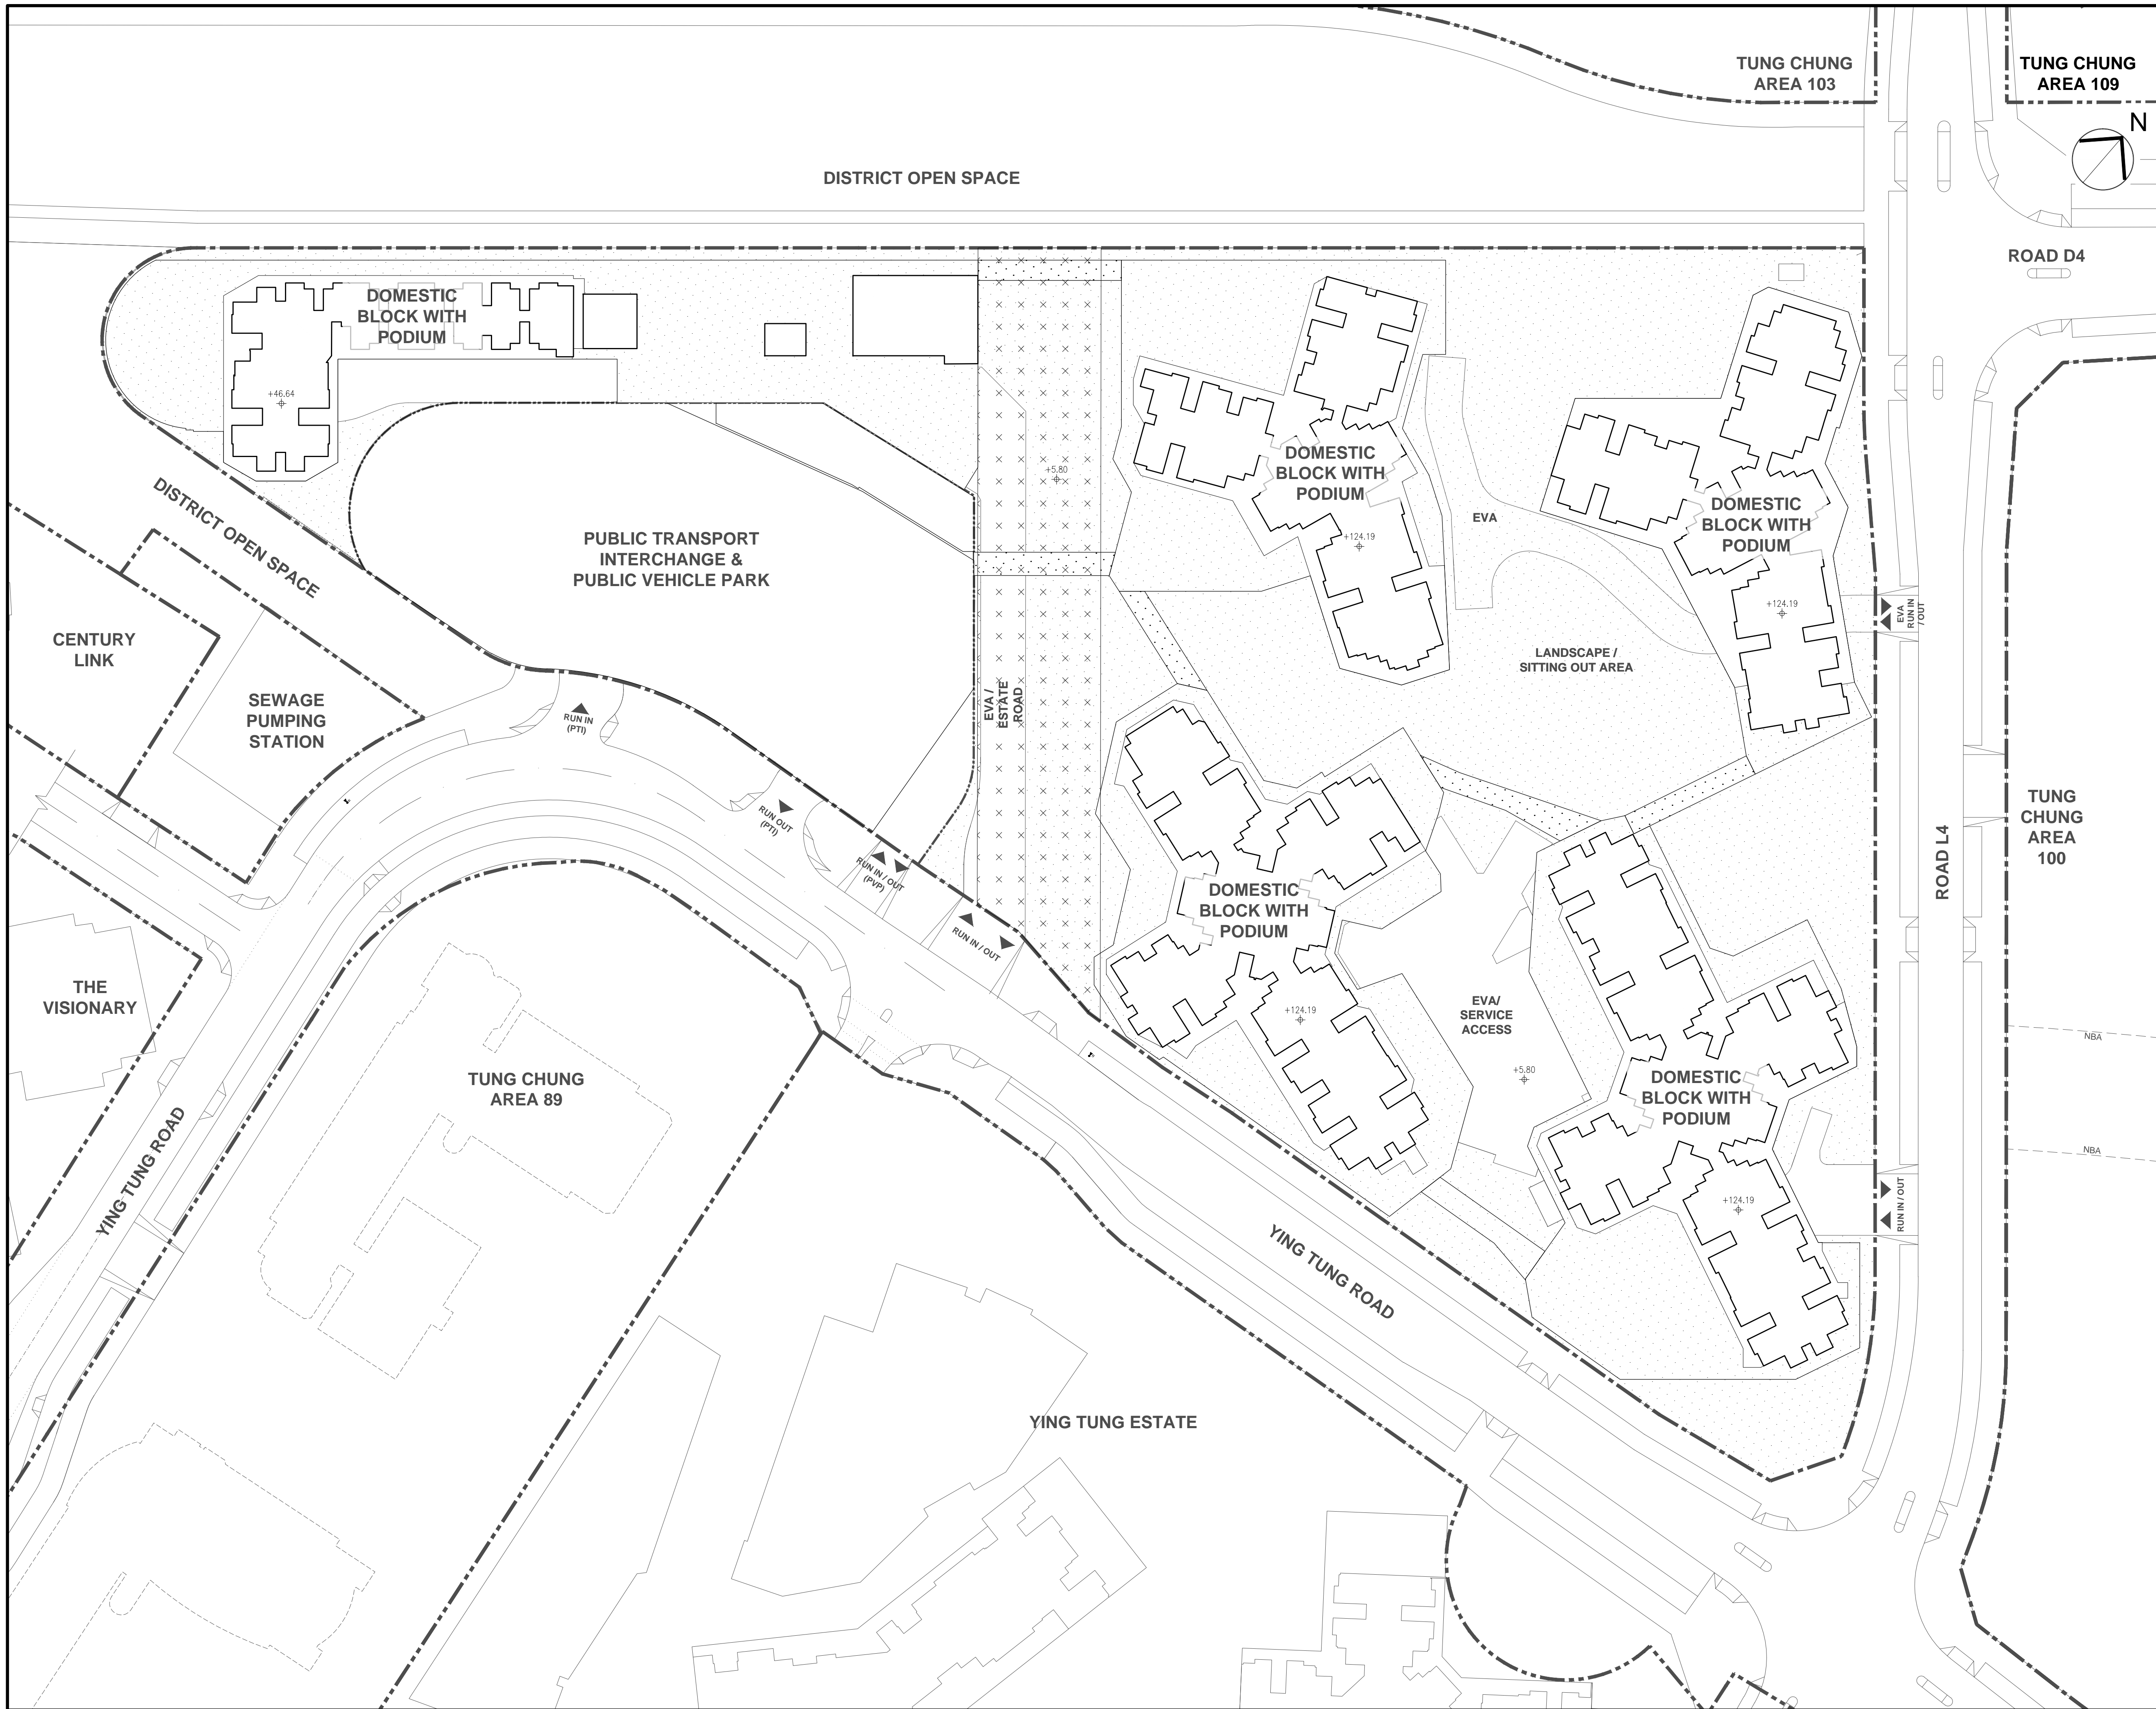 TUNG CHUNG
AREA 103
TUNG CHUNG
AREA 109
N
DISTRICT OPEN SPACE
ROAD D4
DOMESTIC
BLOCK WITH
PODIUM
+46.64
+5.80
DOMESTIC
BLOCK WITH
PODIUM
+124.19
EVA
DOMESTIC
BLOCK WITH
PODIUM
+124.19
EVA
RUN IN
/ OUT
DISTRICT OPEN SPACE
PUBLIC TRANSPORT
INTERCHANGE &
PUBLIC VEHICLE PARK
CENTURY
LINK
SEWAGE
PUMPING
STATION
RUN IN
(PTI)
EVA /
ESTATE
ROAD
LANDSCAPE /
SITTING OUT AREA
RUN OUT
(PTI)
RUN IN / OUT
(PVP)
RUN IN / OUT
DOMESTIC
BLOCK WITH
PODIUM
+124.19
EVA/
SERVICE
ACCESS
+5.80
DOMESTIC
BLOCK WITH
PODIUM
+124.19
RUN IN / OUT
ROAD L4
TUNG
CHUNG
AREA
100
NBA
NBA
THE
VISIONARY
YING TUNG ROAD
TUNG CHUNG
AREA 89
YING TUNG ROAD
YING TUNG ESTATE